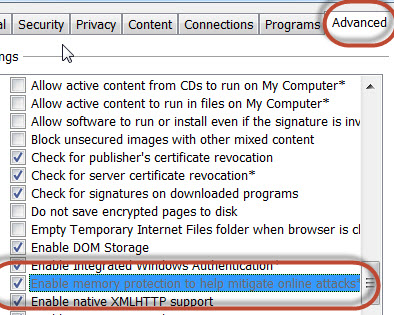 al Security Privacy Content Connections Programs Advanced
ngs
Allow active content from CDs to run on My Computer*
Allow active content to run in files on My Computer*
Allow software to run or install even if the signature is inv
Block unsecured images with other mixed content
Check for publisher's certificate revocation
Check for server certificate revocation*
Check for signatures on downloaded programs
Do not save encrypted pages to disk
Empty Temporary Internet Files folder when browser is cl
Enable DOM Storage
Enable Integrated Windows Authentication*
Enable memory protection to help mitigate online attacks*
Enable native XMLHTTP support